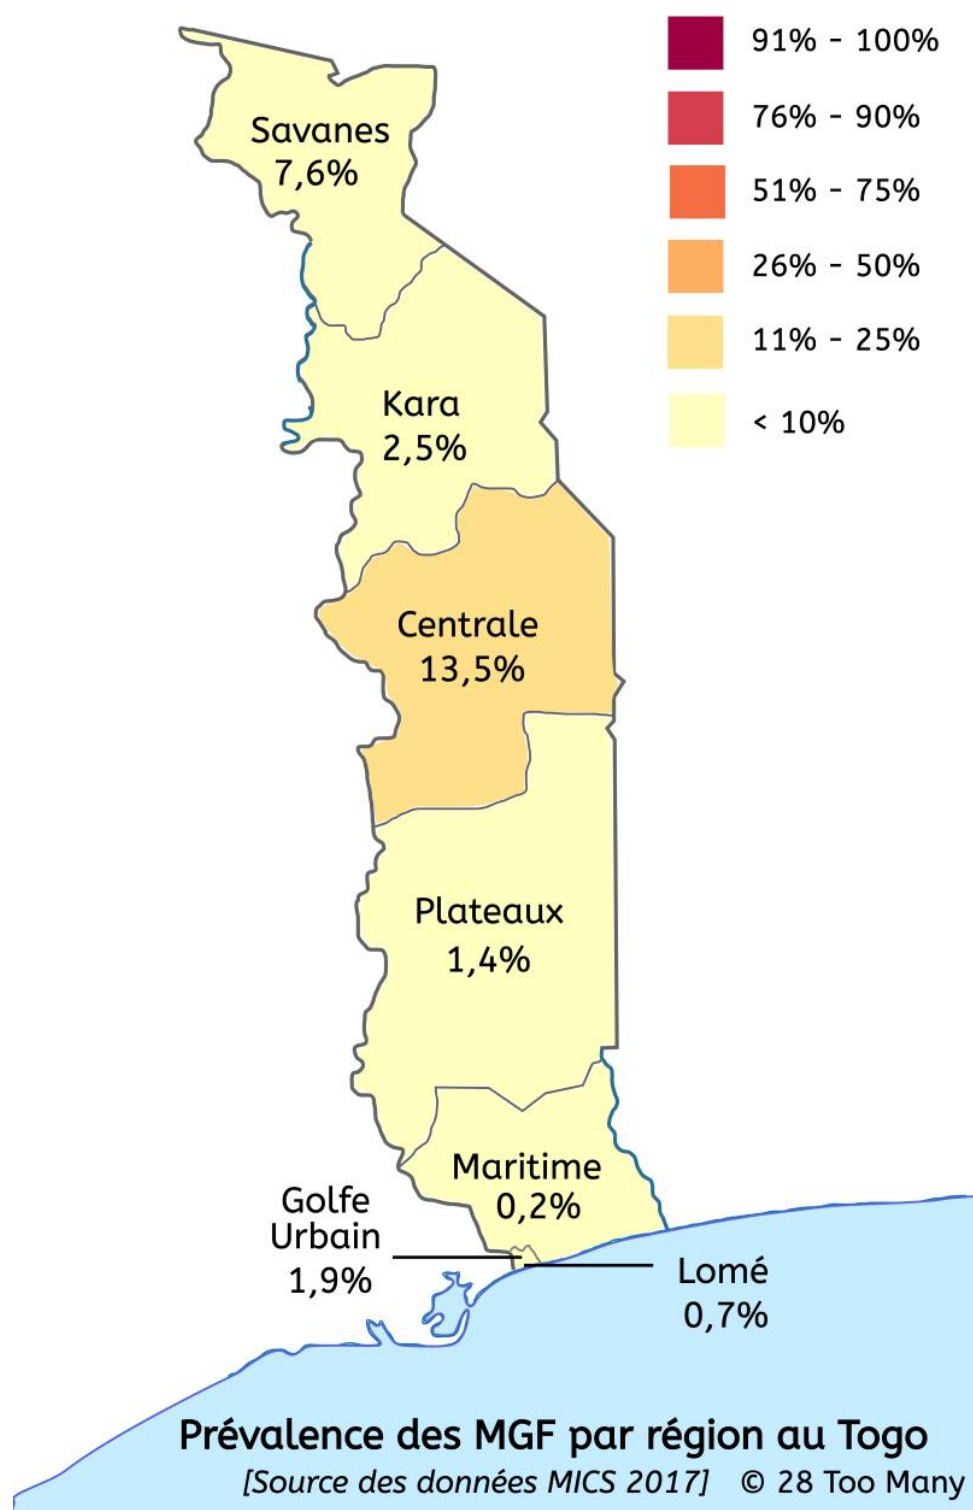 91% - 100%
76% - 90%
51% - 75%
26% - 50%
11% - 25%
< 10%
Savanes
7,6%
Kara
2,5%
Centrale
13,5%
Plateaux
1,4%
Maritime
0,2%
Golfe
Urbain
1,9%
Lomé
0,7%
Prévalence des MGF par région au Togo
[Source des données MICS 2017] © 28 Too Many